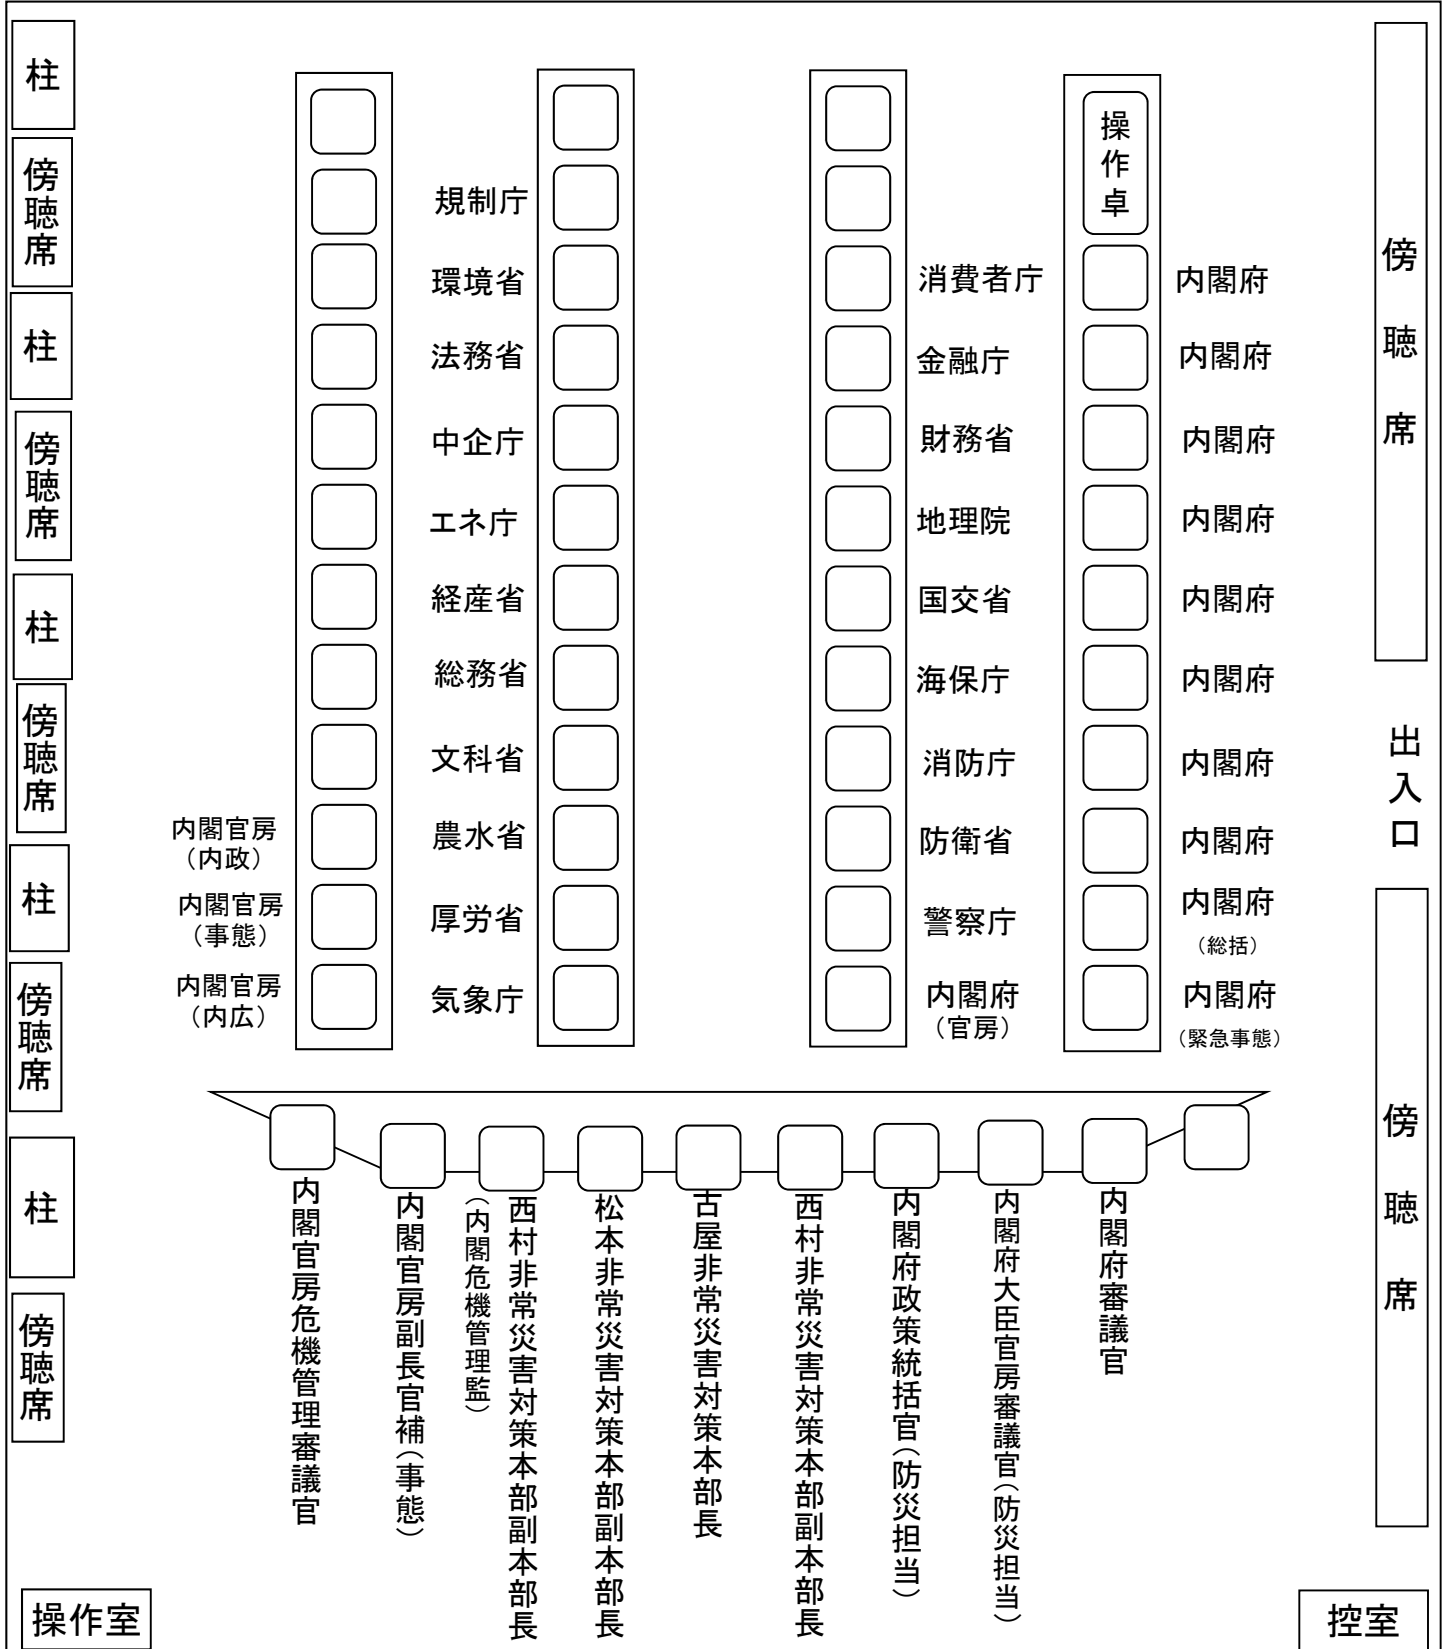 柱
傍聴席
柱
傍聴席
柱
傍聴席
柱
傍聴席
柱
傍聴席
内閣官房
（内政）
内閣官房
（事態）
内閣官房
（内広）
規制庁
環境省
法務省
中企庁
エネ庁
経産省
総務省
文科省
農水省
厚労省
気象庁
消費者庁
金融庁
財務省
地理院
国交省
海保庁
消防庁
防衛省
警察庁
内閣府
（官房）
操作卓
内閣府
内閣府
内閣府
内閣府
内閣府
内閣府
内閣府
内閣府
内閣府
（総括）
内閣府
（緊急事態）
傍聴席
出入口
傍聴席
内閣官房危機管理審議官
内閣官房副長官補（事態）
（内閣危機管理監）
西村非常災害対策本部副本部長
松本非常災害対策本部副本部長
古屋非常災害対策本部長
西村非常災害対策本部副本部長
内閣府政策統括官（防災担当）
内閣府大臣官房審議官（防災担当）
内閣府審議官
操作室
控室